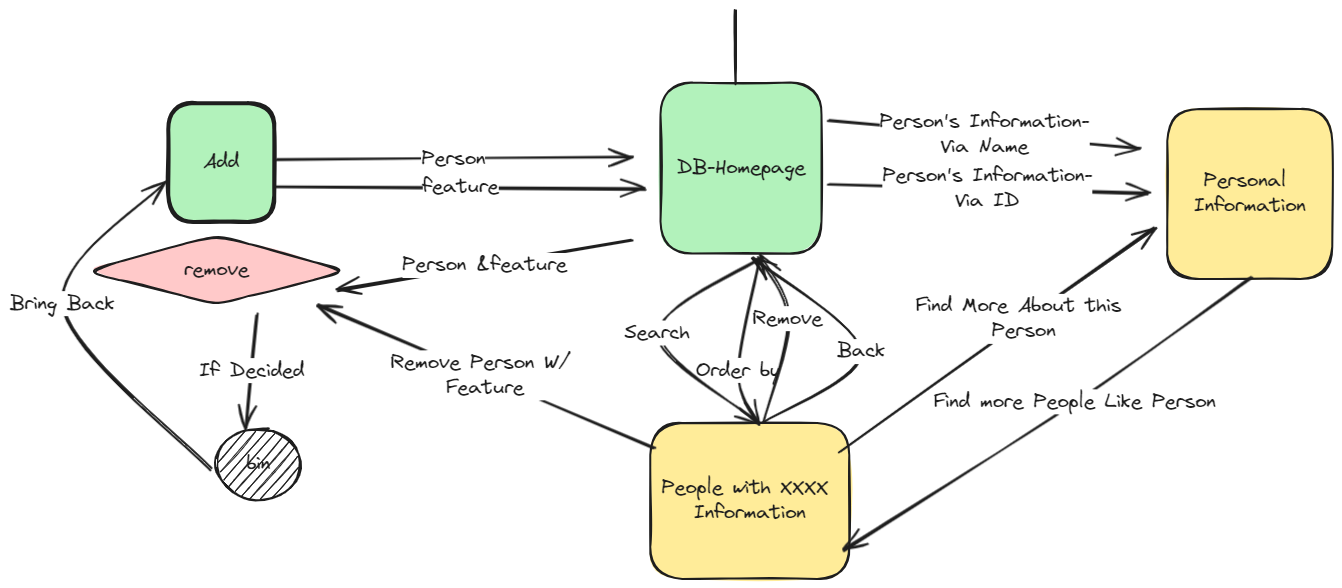 Add
Person
feature
DB-Homepage
Person's Information-
Via Name
Person's Information-
Via ID
Personal
Information
remove
Person &feature
Bring Back
If Decided
bin
Remove Person W/
Feature
Search
Remove
Order by
Back
Find More About this
Person
Find more People Like Person
People with XXXX
Information